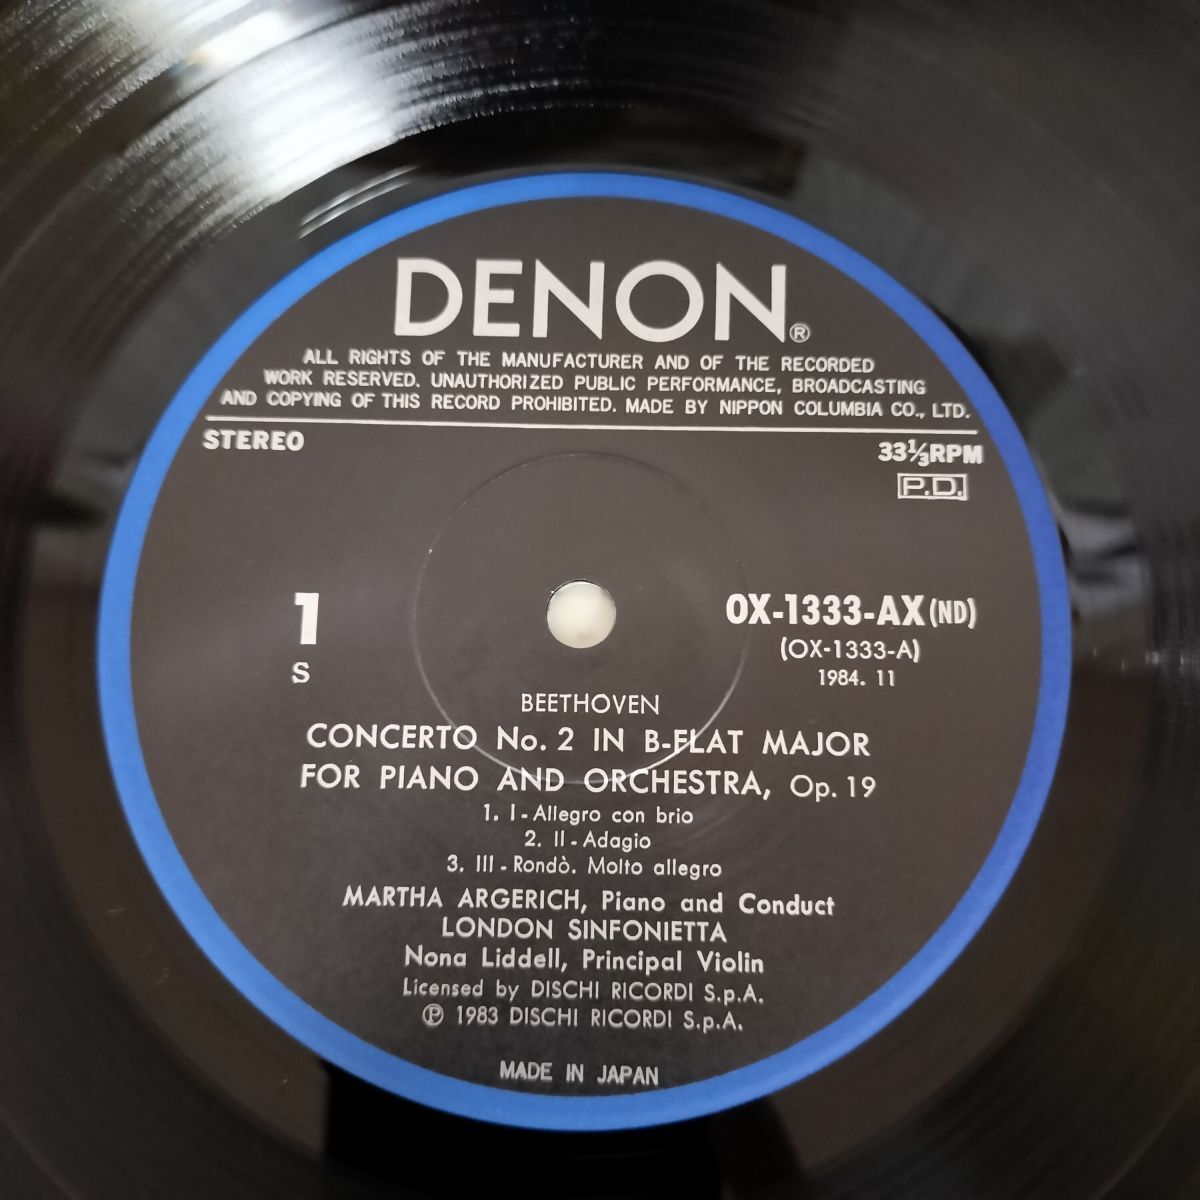 DENON®
ALL RIGHTS OF THE MANUFACTURER AND OF THE RECORDED
WORK RESERVED. UNAUTHORIZED PUBLIC PERFORMANCE, BROADCASTING
AND COPYING OF THIS RECORD PROHIBITED. MADE BY NIPPON COLUMBIA CO., LTD.
STEREO
33⅓RPM
P.D.
1
S
OX-1333-AX(ND)
(OX-1333-A)
1984. 11
BEETHOVEN
CONCERTO No. 2 IN B-FLAT MAJOR
FOR PIANO AND ORCHESTRA, Op. 19
1. I - Allegro con brio
2. II - Adagio
3. III - Rondò. Molto allegro
MARTHA ARGERICH, Piano and Conduct
LONDON SINFONIETTA
Nona Liddell, Principal Violin
Licensed by DISCHI RICORDI S.p.A.
℗ 1983 DISCHI RICORDI S.p.A.
MADE IN JAPAN